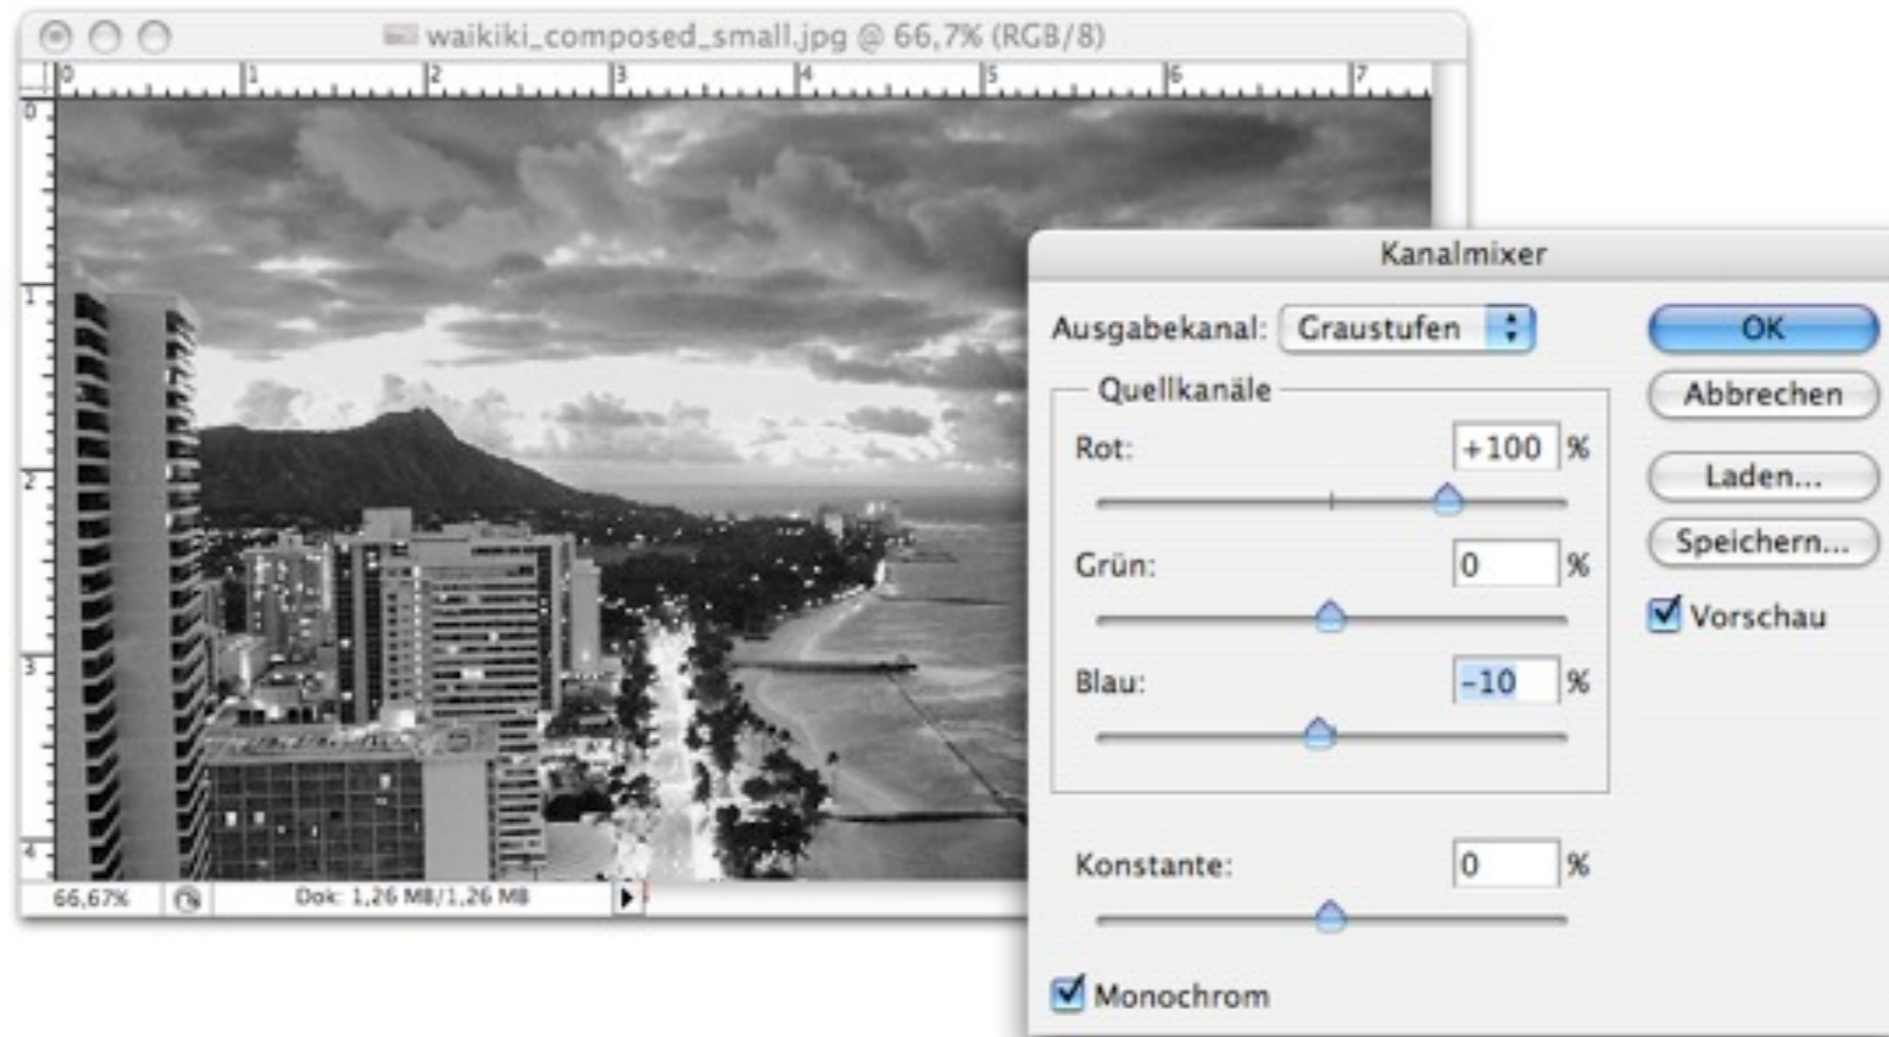 waikiki_composed_small.jpg @ 66,7% (RGB/8)
0 1 2 3 4 5 6 7
0
1
2
3
4
66,67% Dok: 1,26 MB/1,26 MB
Kanalmixer
Ausgabekanal: Graustufen
OK
Quellkanäle
Abbrechen
Rot: +100 %
Laden...
Speichern...
Grün: 0 %
Vorschau
Blau: -10 %
Konstante: 0 %
Monochrom